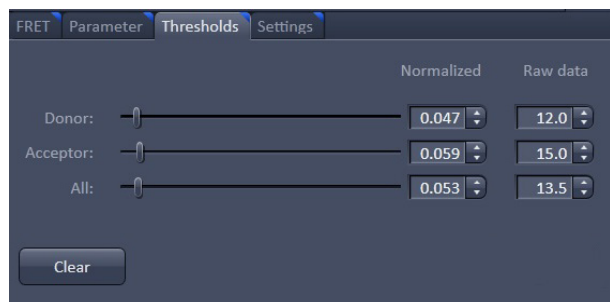 FRET Parameter Thresholds Settings
Normalized Raw data
Donor: 0.047 12.0
Acceptor: 0.059 15.0
All: 0.053 13.5
Clear